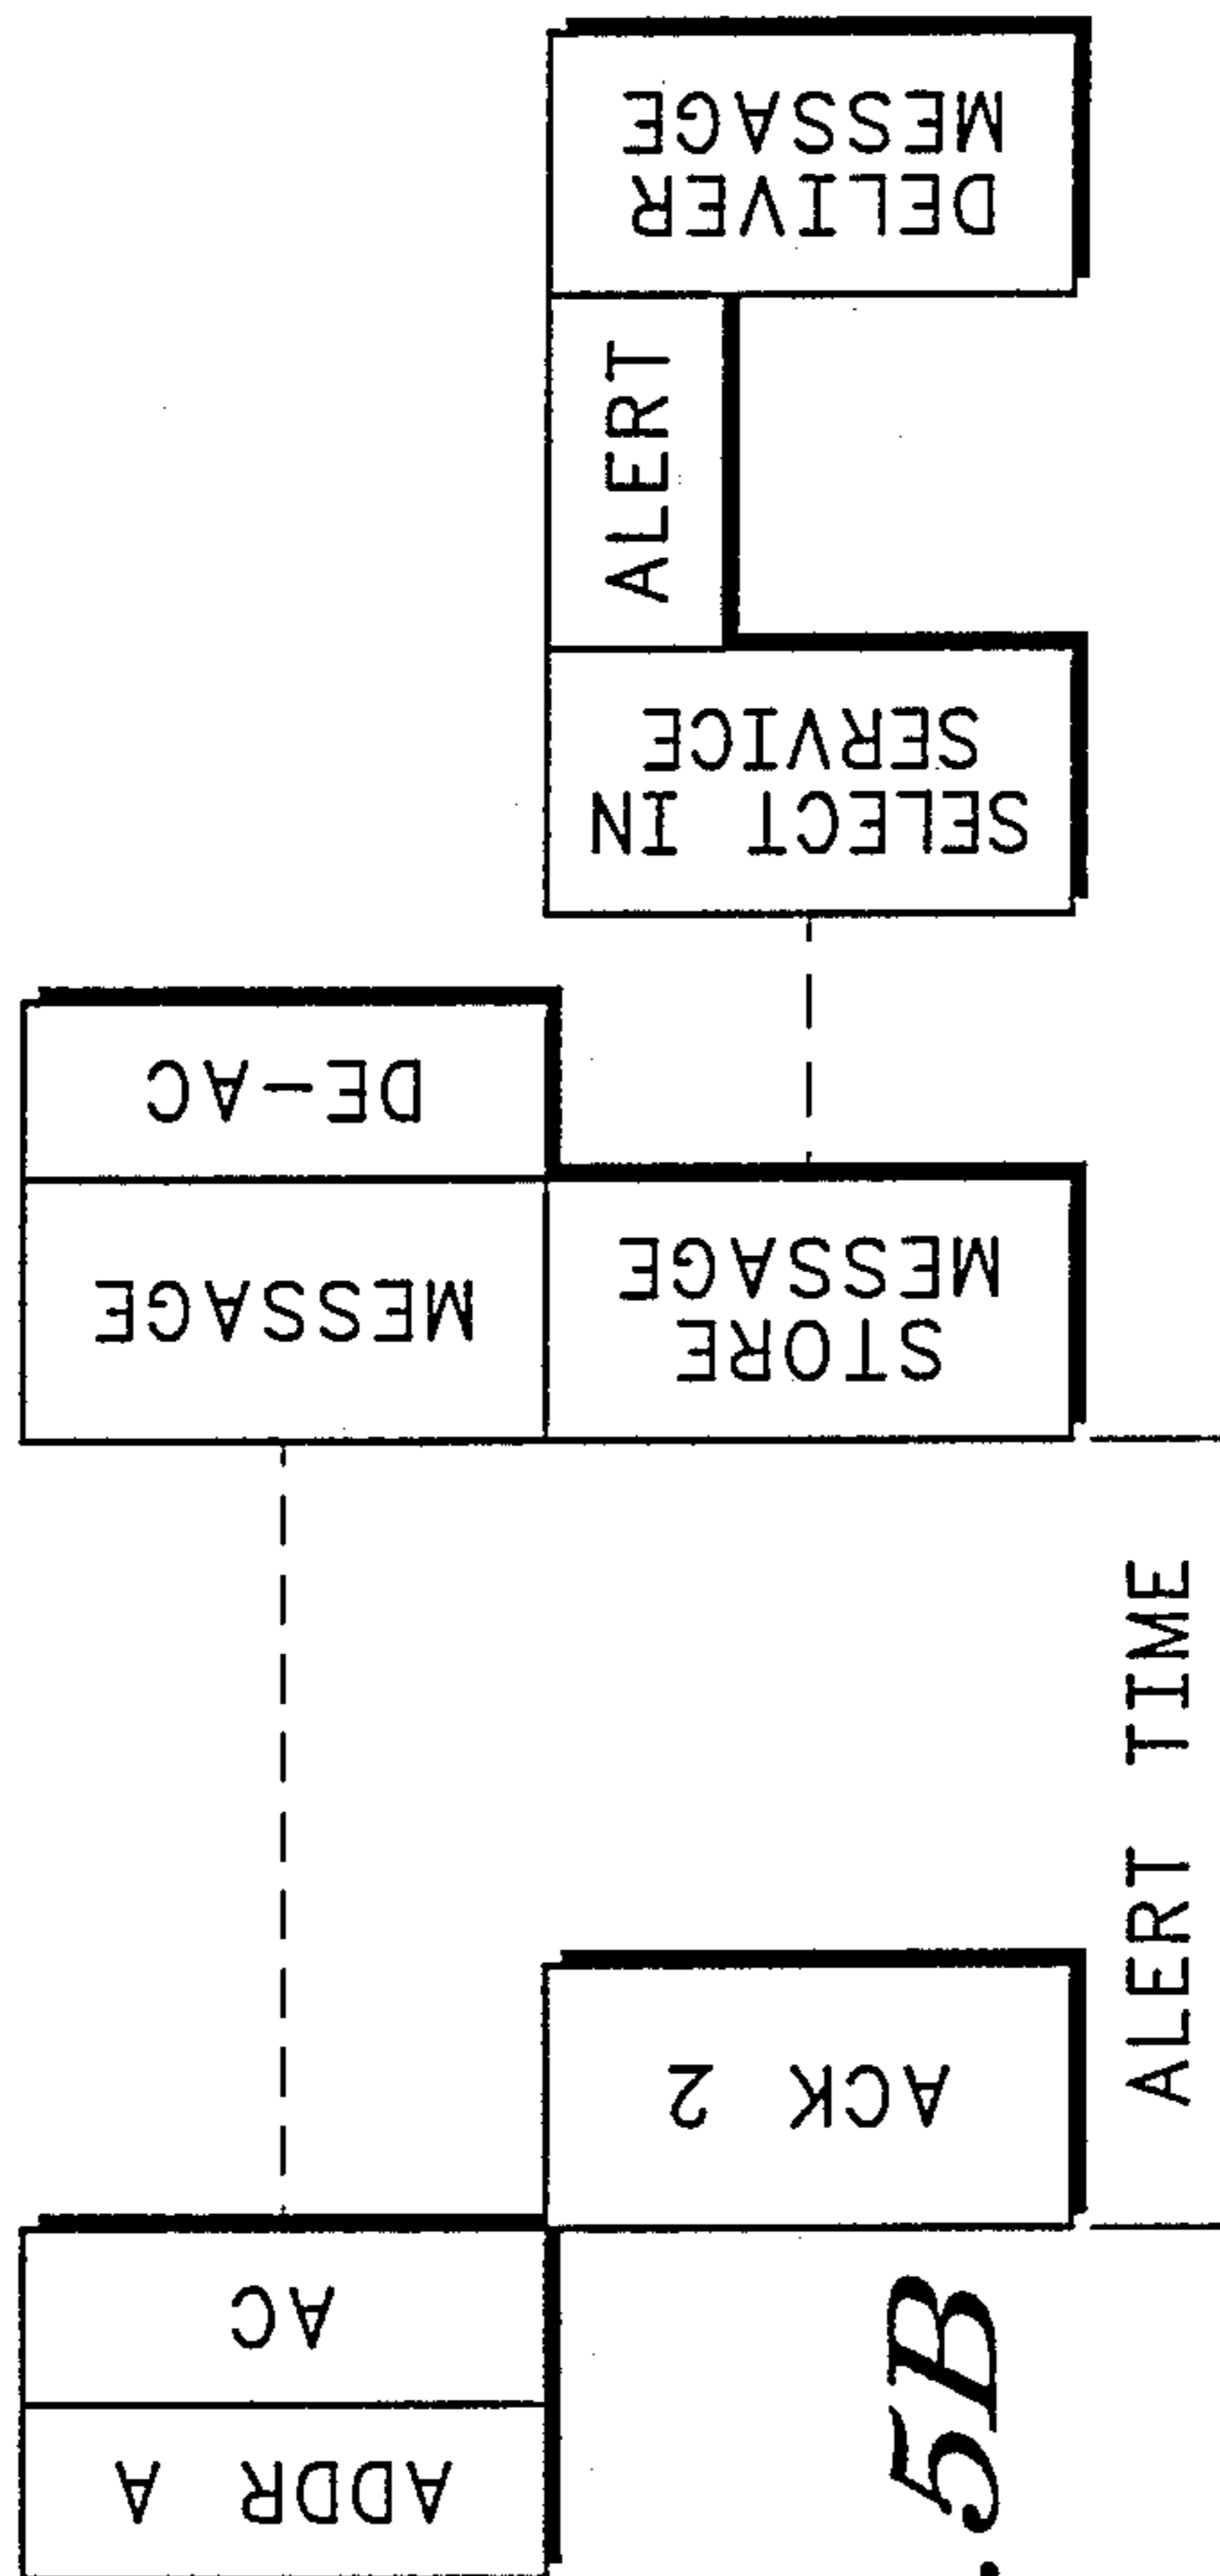 ADDR A
AC
ACK 2
ALERT TIME
MESSAGE
STORE
MESSAGE
DE-AC
SELECT IN
SERVICE
ALERT
DELIVER
MESSAGE
. 5B